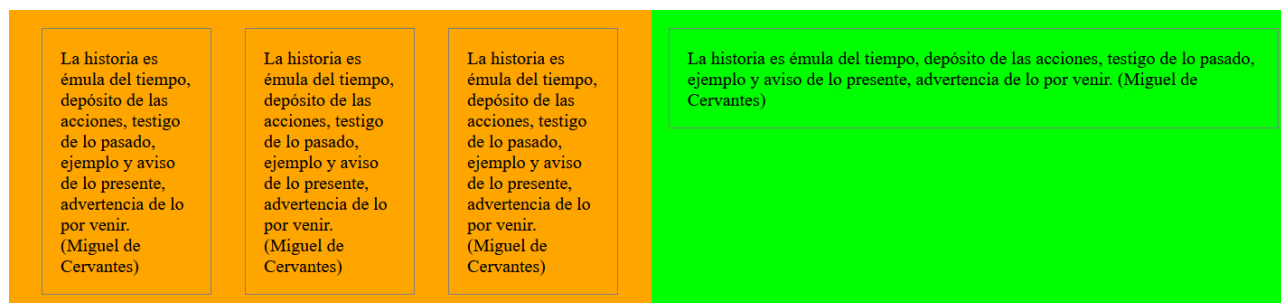 La historia es
émula del tiempo,
depósito de las
acciones, testigo
de lo pasado,
ejemplo y aviso
de lo presente,
advertencia de lo
por venir.
(Miguel de
Cervantes)
La historia es
émula del tiempo,
depósito de las
acciones, testigo
de lo pasado,
ejemplo y aviso
de lo presente,
advertencia de lo
por venir.
(Miguel de
Cervantes)
La historia es
émula del tiempo,
depósito de las
acciones, testigo
de lo pasado,
ejemplo y aviso
de lo presente,
advertencia de lo
por venir.
(Miguel de
Cervantes)
La historia es émula del tiempo, depósito de las acciones, testigo de lo pasado,
ejemplo y aviso de lo presente, advertencia de lo por venir. (Miguel de
Cervantes)